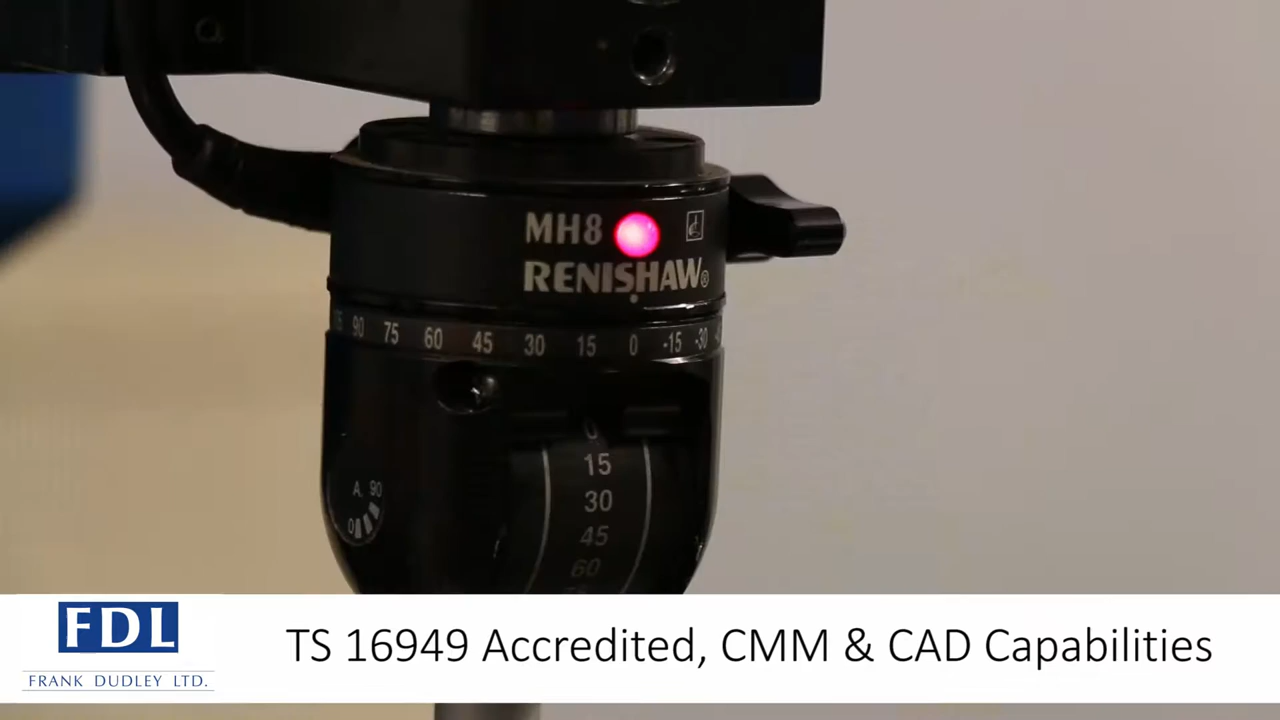 MH8
RENISHAW®
90 75 60 45 30 15 0 -15 -30
0
15
30
45
60
A 90
0
FDL
FRANK DUDLEY LTD.
TS 16949 Accredited, CMM & CAD Capabilities